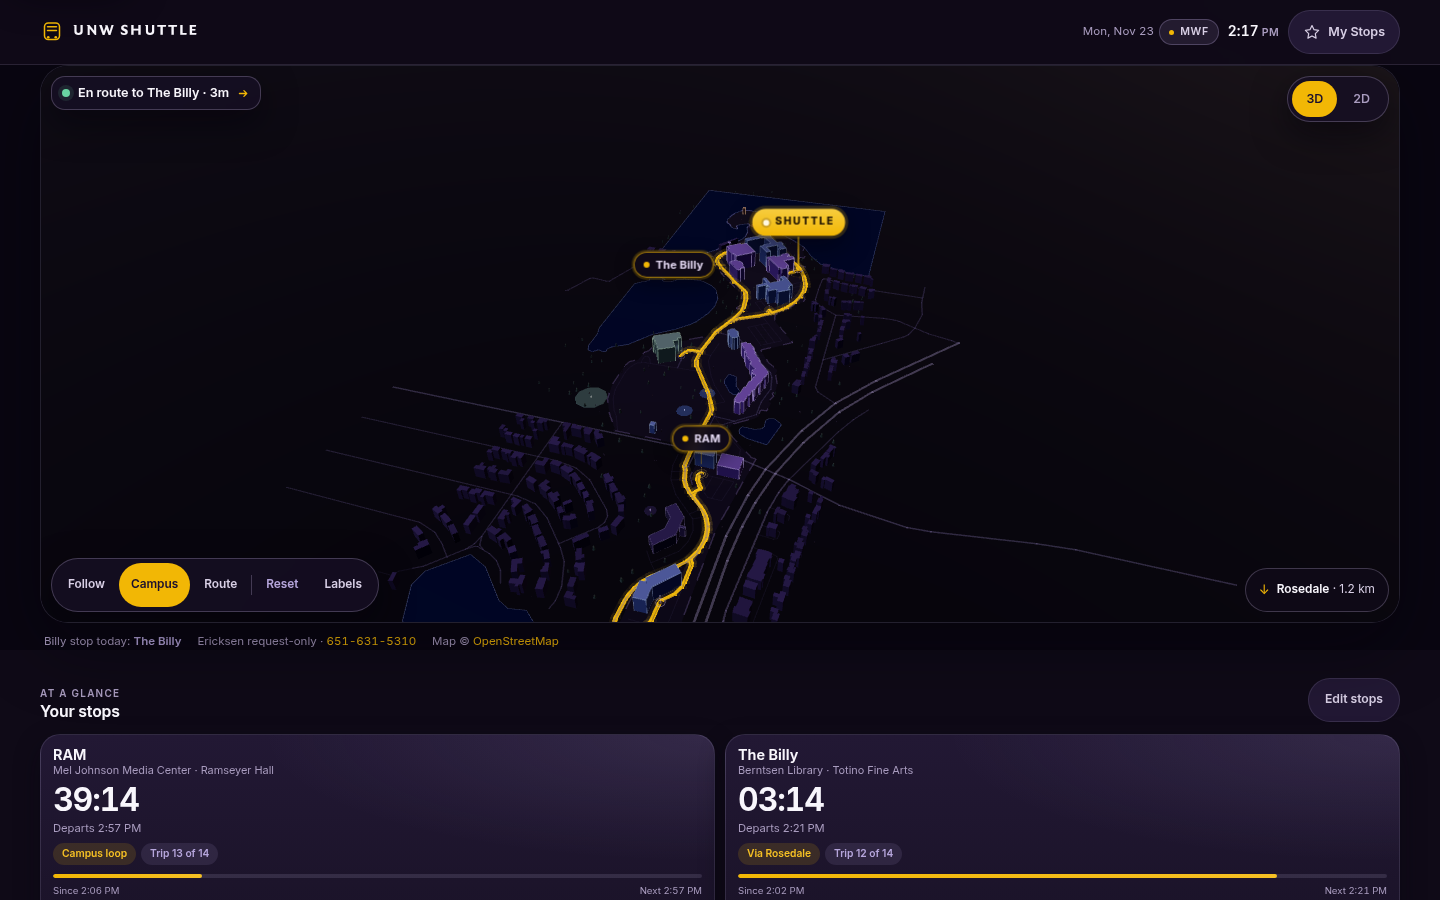 UNW SHUTTLE
Mon, Nov 23 MWF 2:17 PM My Stops
En route to The Billy · 3m →
3D 2D
SHUTTLE
The Billy
RAM
Follow Campus Route Reset Labels
↓ Rosedale · 1.2 km
Billy stop today: The Billy Ericksen request-only · 651-631-5310 Map © OpenStreetMap
AT A GLANCE
Your stops
Edit stops
RAM
Mel Johnson Media Center · Ramseyer Hall
39:14
Departs 2:57 PM
Campus loop Trip 13 of 14
Since 2:06 PM Next 2:57 PM
The Billy
Berntsen Library · Totino Fine Arts
03:14
Departs 2:21 PM
Via Rosedale Trip 12 of 14
Since 2:02 PM Next 2:21 PM